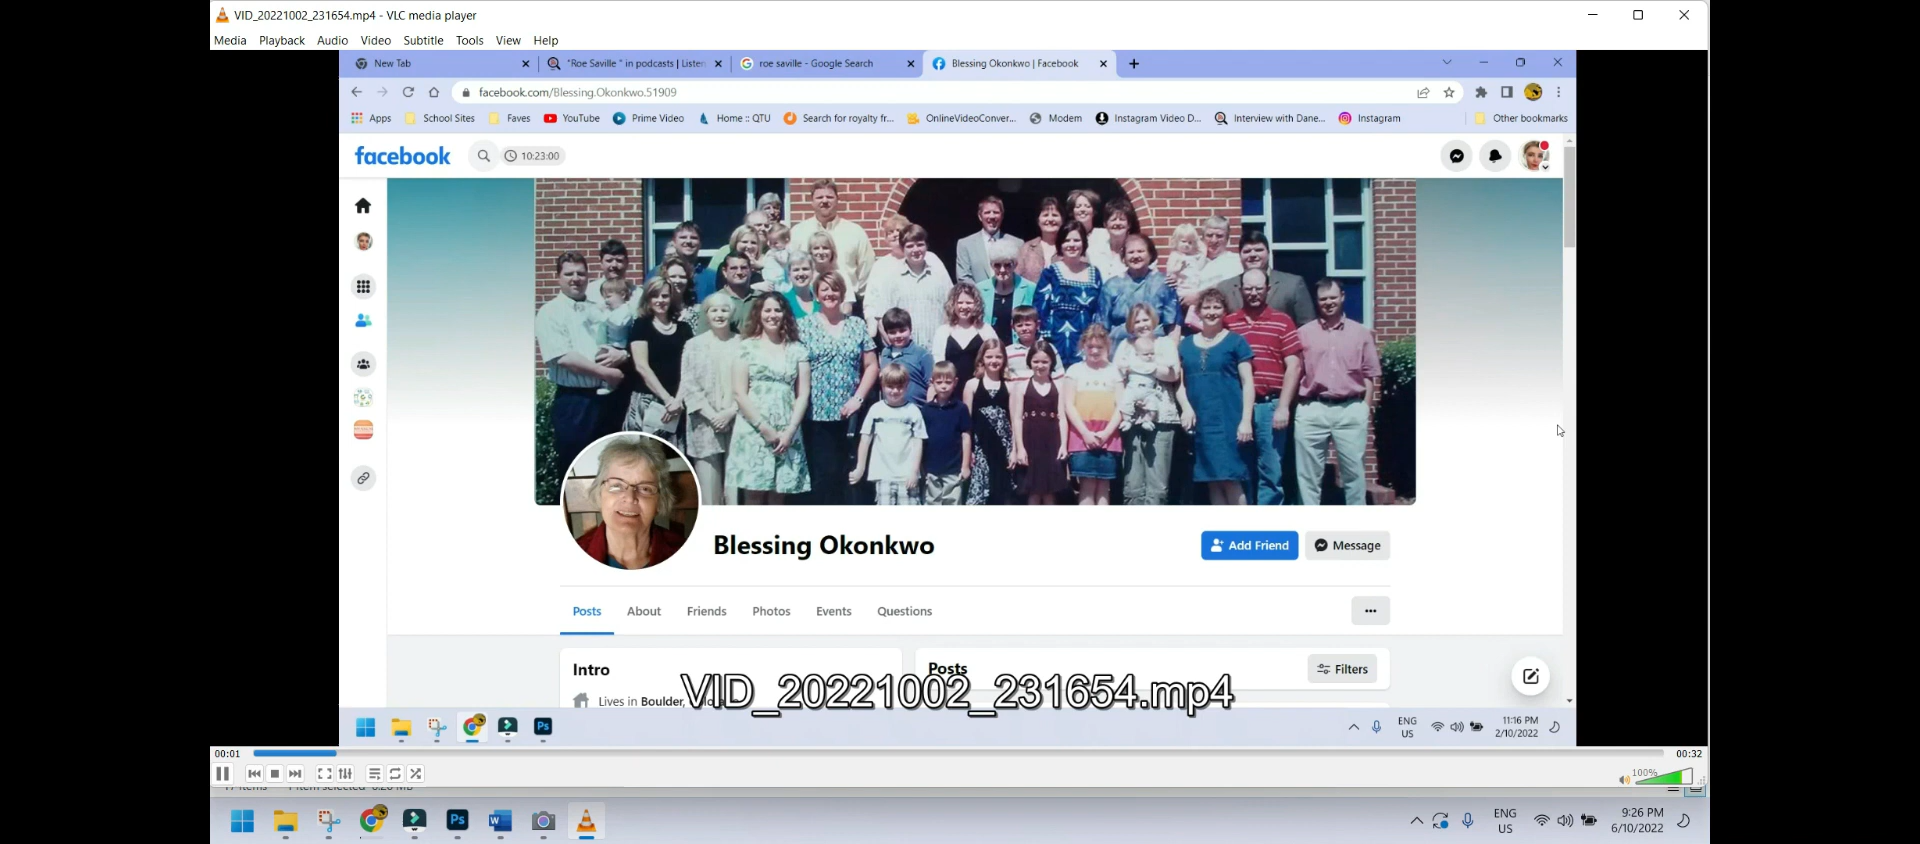 VID_20221002_231654.mp4 - VLC media player
Media Playback Audio Video Subtitle Tools View Help
New Tab
"Roe Saville " in podcasts | Listen
roe saville - Google Search
Blessing Okonkwo | Facebook
facebook.com/Blessing.Okonkwo.51909
Apps School Sites Faves YouTube Prime Video Home :: QTU Search for royalty fr... OnlineVideoConver... Modem Instagram Video D... Interview with Dane... Instagram Other bookmarks
facebook 10:23:00
Blessing Okonkwo
Add Friend Message
Posts About Friends Photos Events Questions
Intro Posts Filters
Lives in Boulder,
VID_20221002_231654.mp4
Ps ENG US 11:16 PM 2/10/2022
00:01 00:32
100%
Ps W ENG US 9:26 PM 6/10/2022